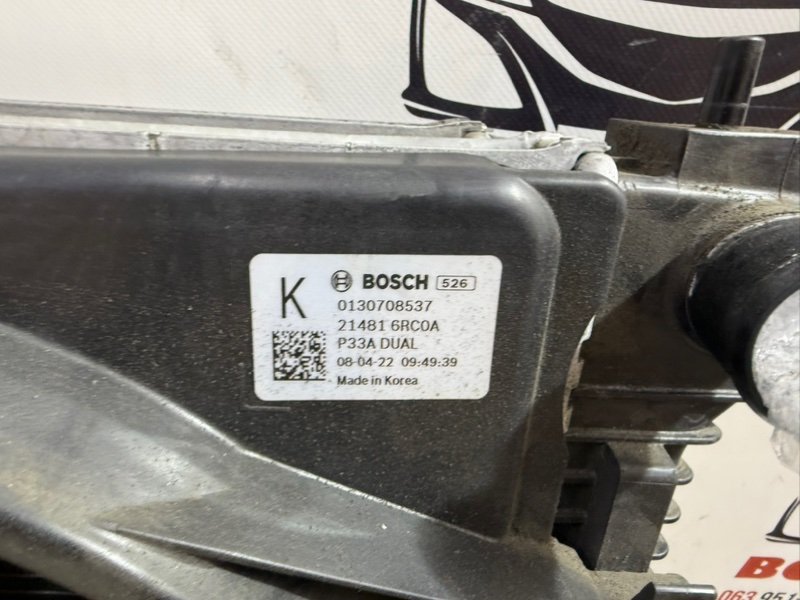 K
BOSCH 526
0130708537
21481 6RC0A
P33A DUAL
08-04-22 09:49:39
Made in Korea